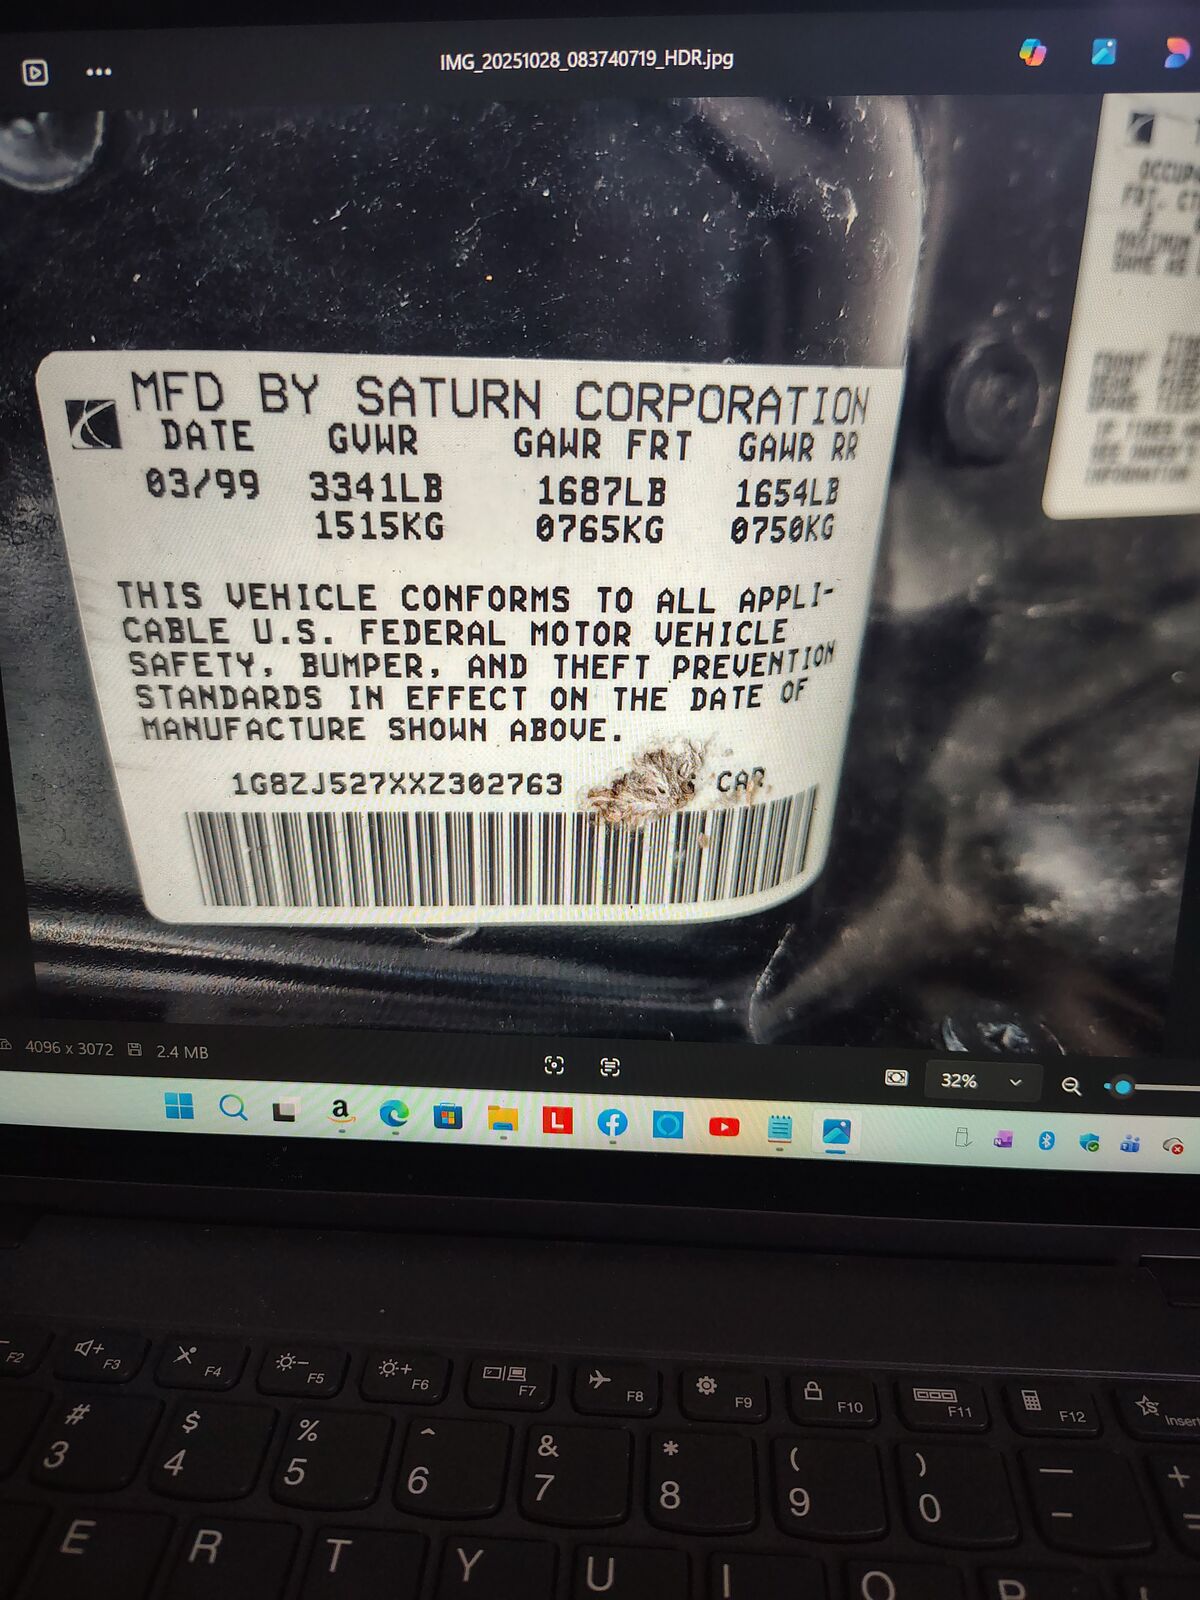 IMG_20251028_083740719_HDR.jpg
MFD BY SATURN CORPORATION
DATE GVWR GAWR FRT GAWR RR
03/99 3341LB 1687LB 1654LB
1515KG 0765KG 0750KG
THIS VEHICLE CONFORMS TO ALL APPLI-
CABLE U.S. FEDERAL MOTOR VEHICLE
SAFETY, BUMPER, AND THEFT PREVENTION
STANDARDS IN EFFECT ON THE DATE OF
MANUFACTURE SHOWN ABOVE.
1G8ZJ527XXZ302763 CAR
4096 x 3072 2.4 MB
32%
a
L
F2 F3 F4 F5 F6 F7 F8 F9 F10 F11 F12 Insert
# $ % ^ & * ( ) — +
3 4 5 6 7 8 9 0 - =
E R T Y U I O P